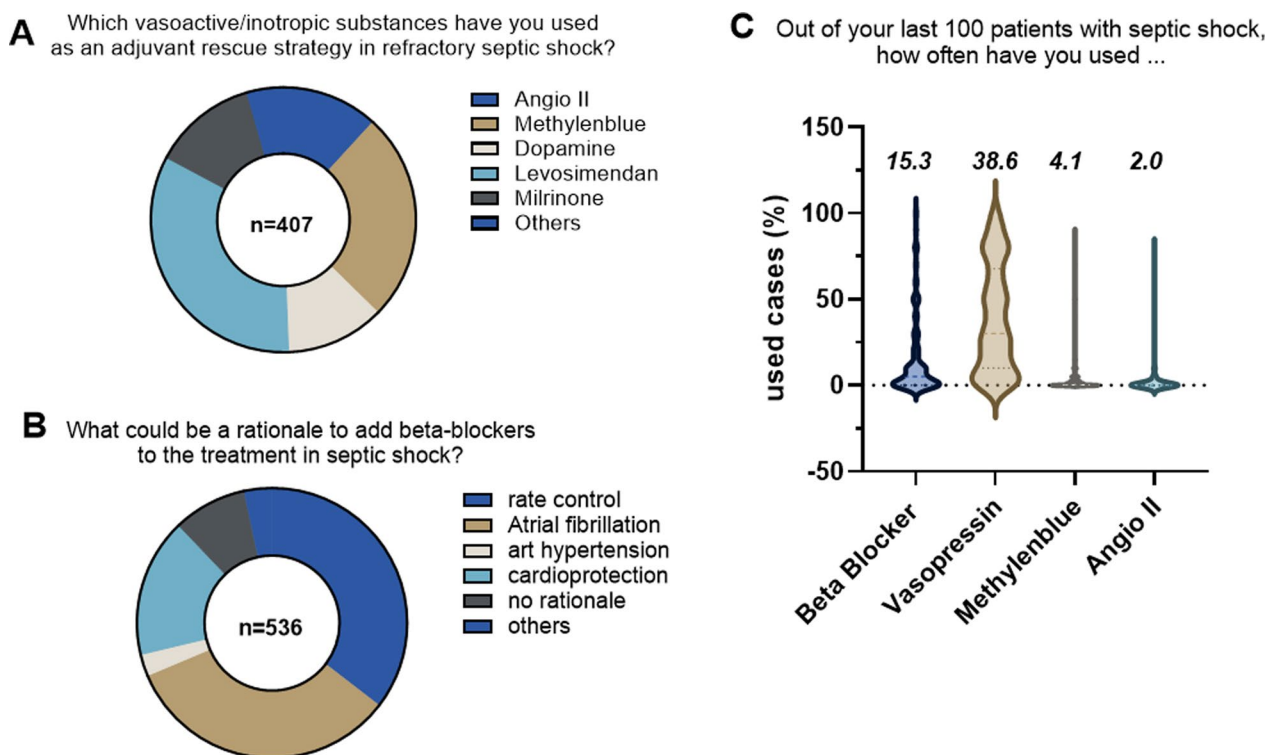 A
Which vasoactive/inotropic substances have you used
as an adjuvant rescue strategy in refractory septic shock?
n=407
Angio II
Methylenblue
Dopamine
Levosimendan
Milrinone
Others
B
What could be a rationale to add beta-blockers
to the treatment in septic shock?
n=536
rate control
Atrial fibrillation
art hypertension
cardioprotection
no rationale
others
C
Out of your last 100 patients with septic shock,
how often have you used ...
used cases (%)
150
100
50
0
-50
15.3 38.6 4.1 2.0
Beta Blocker
Vasopressin
Methylenblue
Angio II